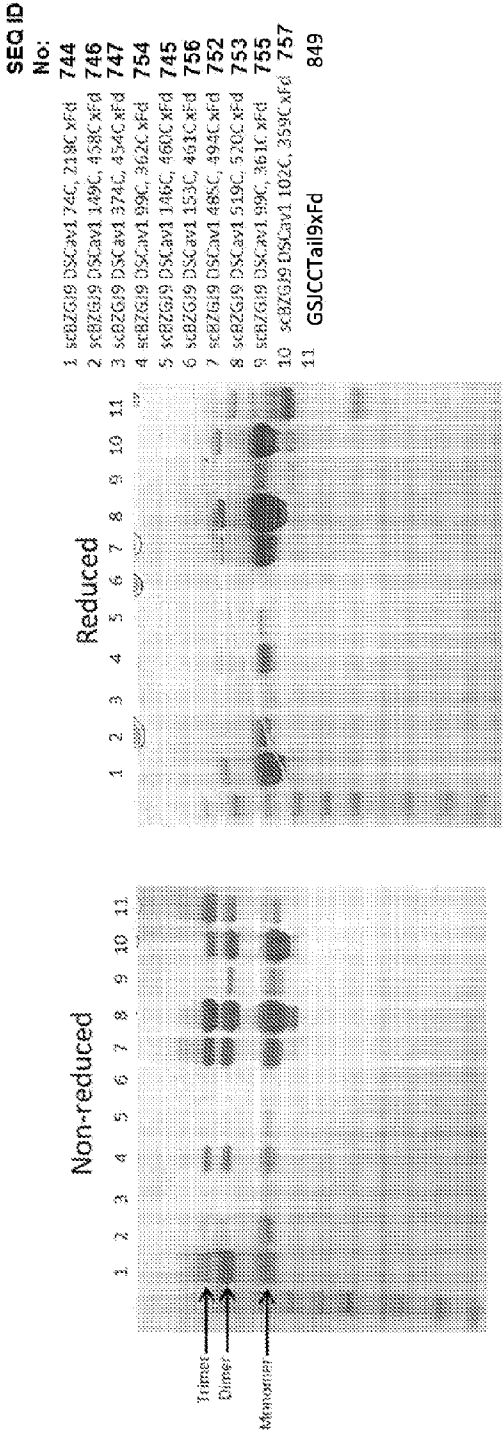 Non-reduced
1 2 3 4 5 6 7 8 9 10 11
Trimer
Dimer
Monomer
Reduced
1 2 3 4 5 6 7 8 9 10 11
SEQ ID
No:
1 scBZGJ9 DSCav1 74C, 218C xFd 744
2 scBZGJ9 DSCav1 149C, 458C xFd 746
3 scBZGJ9 DSCav1 374C, 454C xFd 747
4 scBZGJ9 DSCav1 99C, 362C xFd 754
5 scBZGJ9 DSCav1 146C, 460C xFd 745
6 scBZGJ9 DSCav1 153C, 461C xFd 756
7 scBZGJ9 DSCav1 485C, 494C xFd 752
8 scBZGJ9 DSCav1 519C, 520C xFd 753
9 scBZGJ9 DSCav1 99C, 361C xFd 755
10 scBZGJ9 DSCav1 102C, 359C xFd 757
11 GSJCCTail9xFd 849